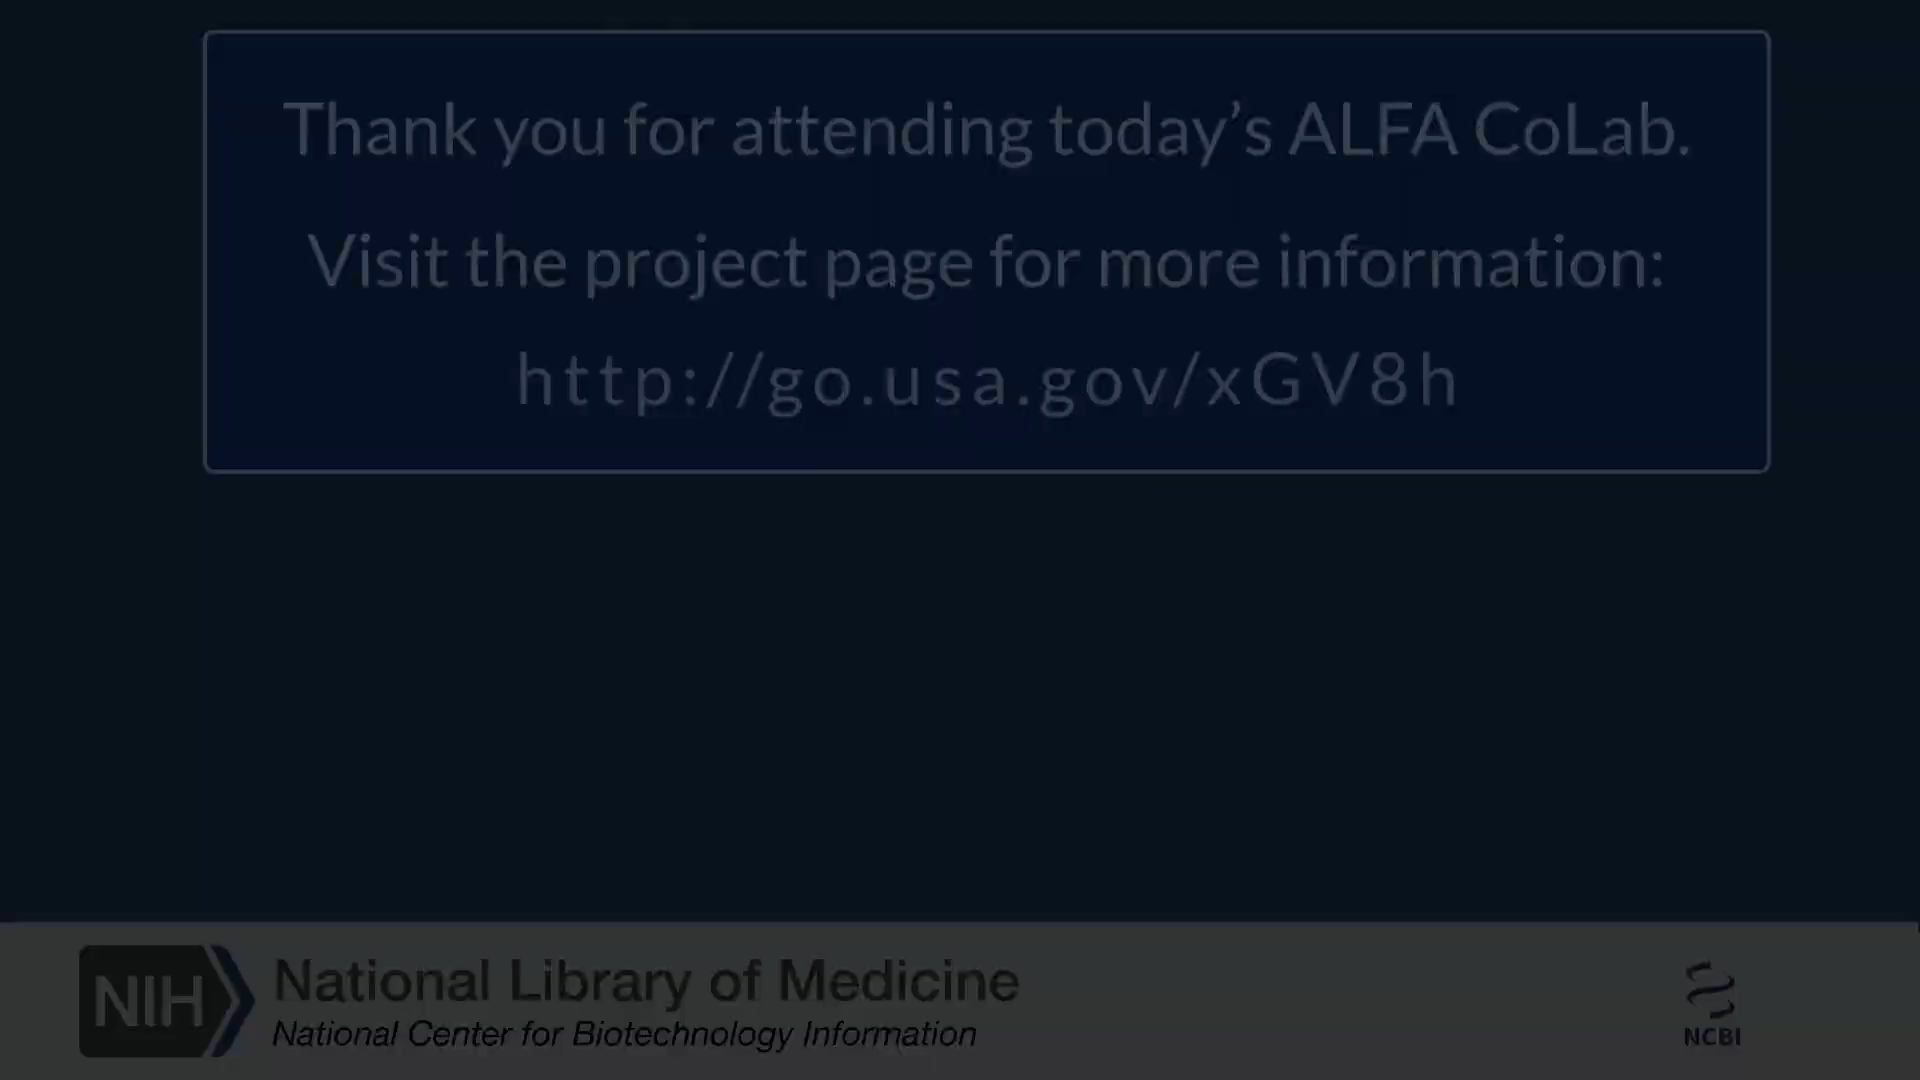 Thank you for attending today’s ALFA CoLab.
Visit the project page for more information:
http://go.usa.gov/xGV8h
NIH
National Library of Medicine
National Center for Biotechnology Information
NCBI